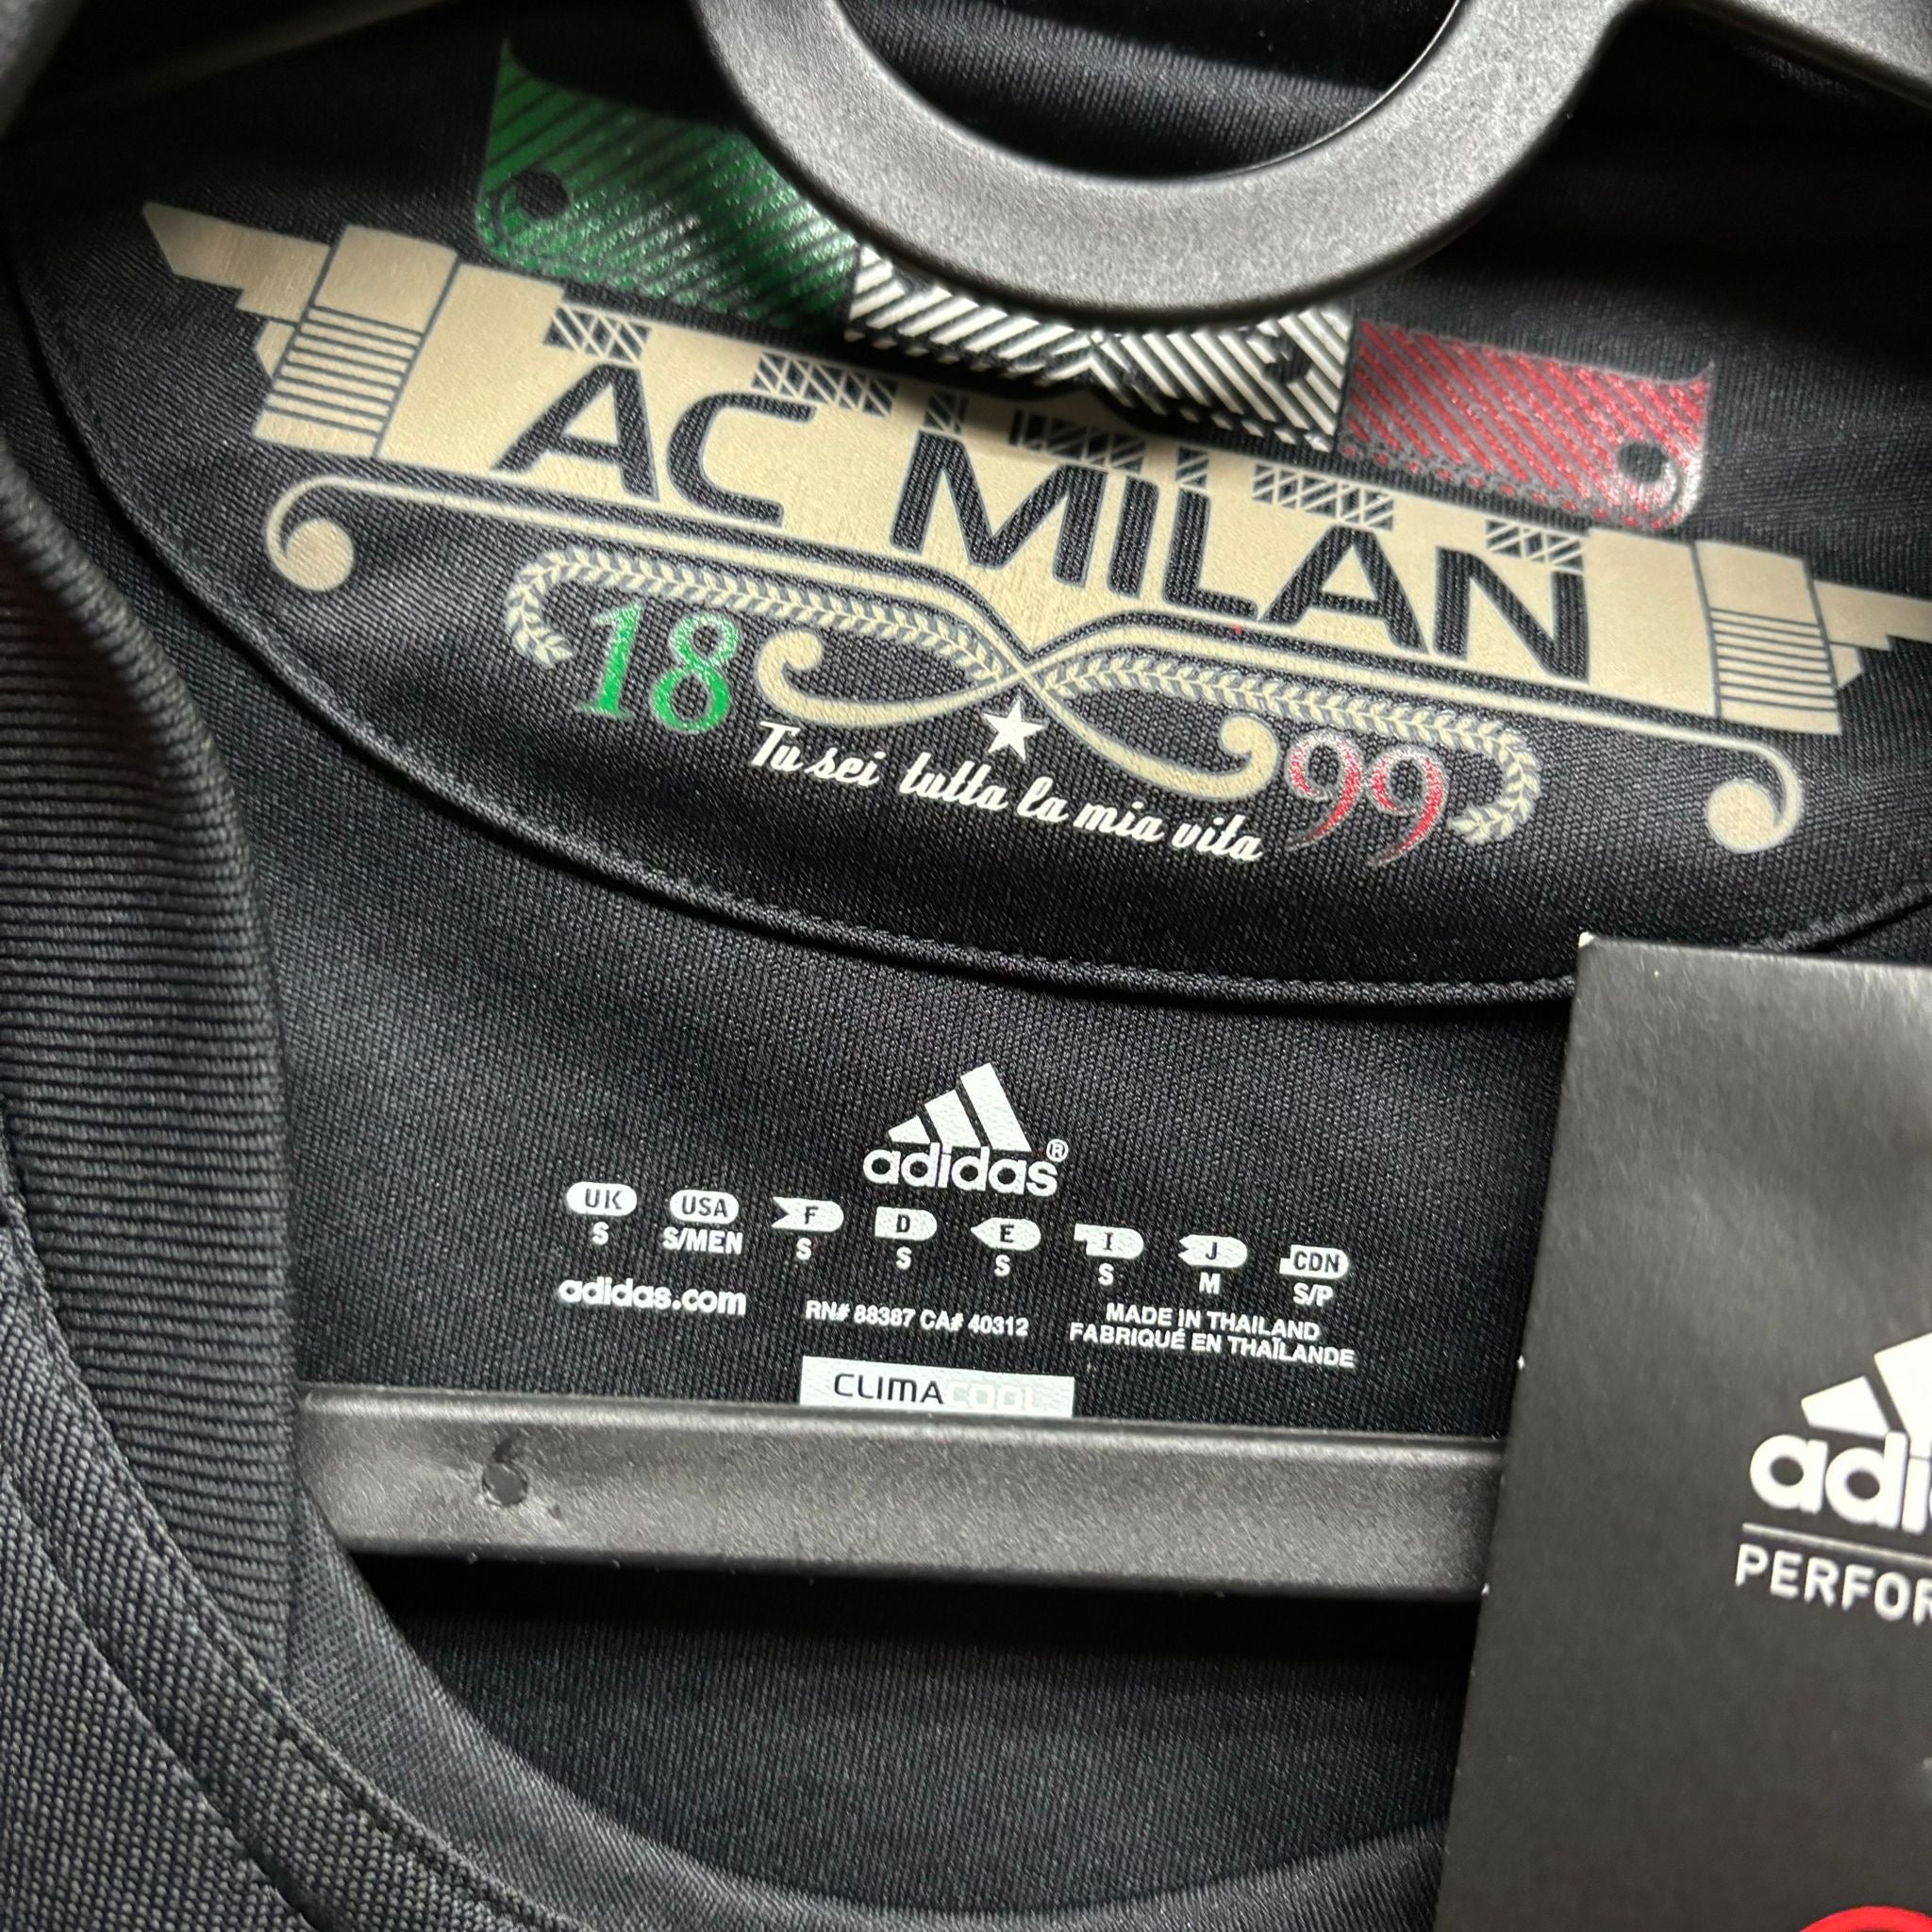 AC MILAN
18 99
Tu sei tutta la mia vita
adidas®
UK USA F D E I J CDN
S S/MEN S S S S M S/P
adidas.com RN# 88387 CA# 40312 MADE IN THAILAND
FABRIQUÉ EN THAÏLANDE
CLIMACOOL
adi
PERFOR